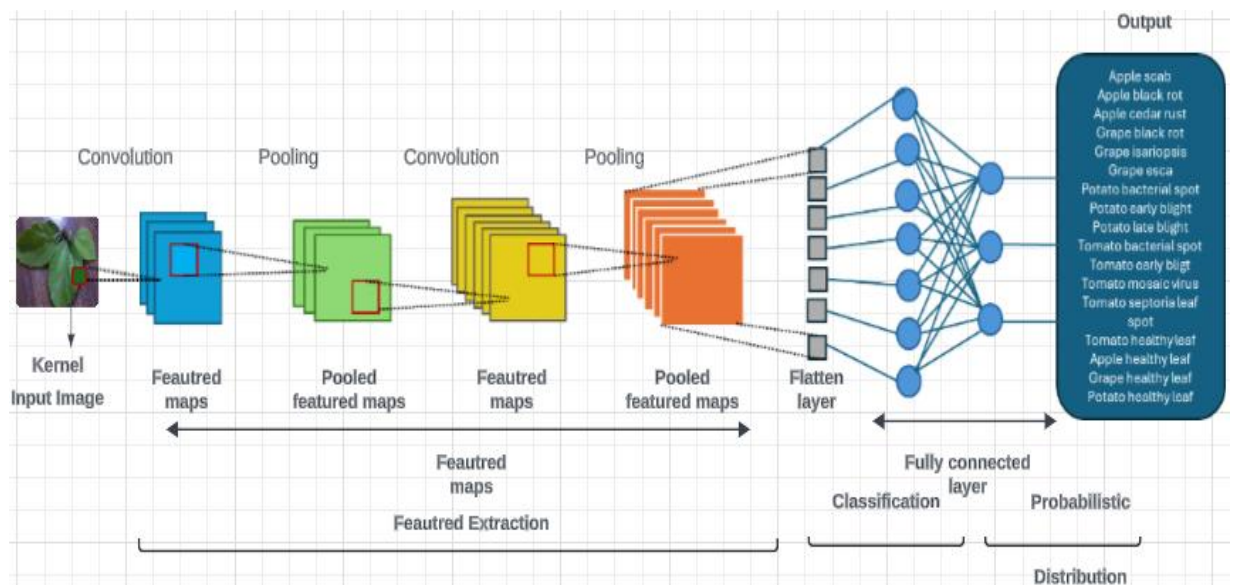 Output
Convolution
Pooling
Convolution
Pooling
Apple scab
Apple black rot
Apple cedar rust
Grape black rot
Grape isariopsis
Grape esca
Potato bacterial spot
Potato early blight
Potato late blight
Tomato bacterial spot
Tomato early bligt
Tomato mosaic virus
Tomato septoria leaf
spot
Tomato healthy leaf
Apple healthy leaf
Grape healthy leaf
Potato healthy leaf
Kernel
Input Image
Feautred
maps
Pooled
featured maps
Feautred
maps
Pooled
featured maps
Flatten
layer
Feautred
maps
Fully connected
layer
Feautred Extraction
Classification
Probabilistic
Distribution